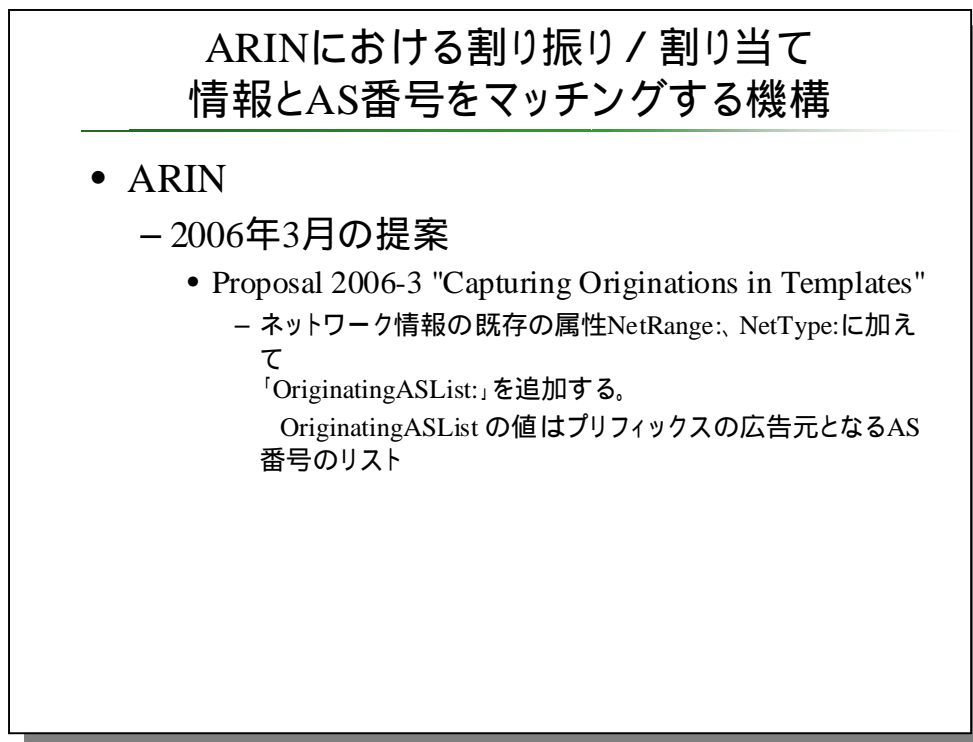 ARINにおける割り振り / 割り当て
情報とAS番号をマッチングする機構
• ARIN
– 2006年3月の提案
• Proposal 2006-3 "Capturing Originations in Templates"
– ネットワーク情報の既存の属性NetRange:、NetType:に加え
て
「OriginatingASList:」を追加する。
OriginatingASList の値はプリフィックスの広告元となるAS
番号のリスト